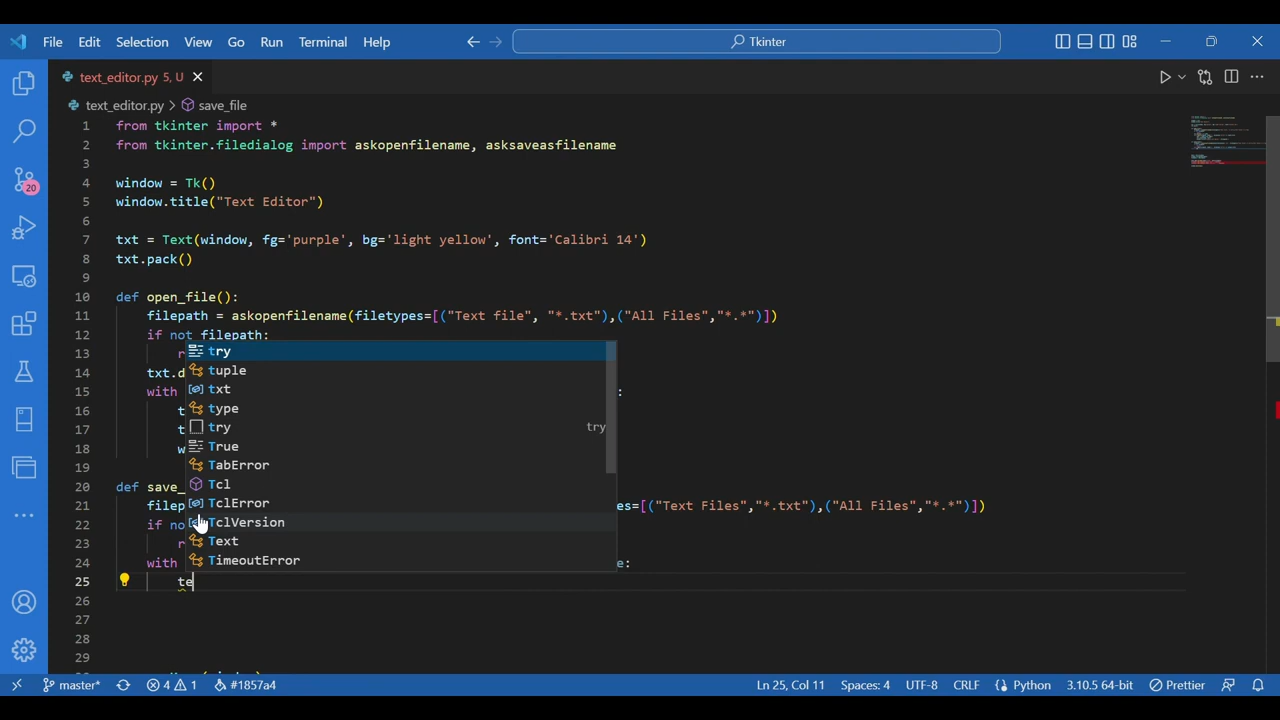 File Edit Selection View Go Run Terminal Help Tkinter
text_editor.py 5, U
20
text_editor.py > save_file
1 from tkinter import *
2 from tkinter.filedialog import askopenfilename, asksaveasfilename
3
4 window = Tk()
5 window.title("Text Editor")
6
7 txt = Text(window, fg='purple', bg='light yellow', font='Calibri 14')
8 txt.pack()
9
10 def open_file():
11 filepath = askopenfilename(filetypes=[("Text file", "*.txt"),("All Files","*.*")])
12 if not filepath:
13 r
try
14 txt.d
tuple
15 with :
txt
16 t
type
17 t
try try
18 w
True
19
TabError
20 def save_
Tcl
21 filep es=[("Text Files","*.txt"),("All Files","*.*")])
TclError
22 if no
TclVersion
23 r
Text
24 with e:
TimeoutError
25 te
26
27
28
29
master* 4 1 #1857a4 Ln 25, Col 11 Spaces: 4 UTF-8 CRLF Python 3.10.5 64-bit Prettier